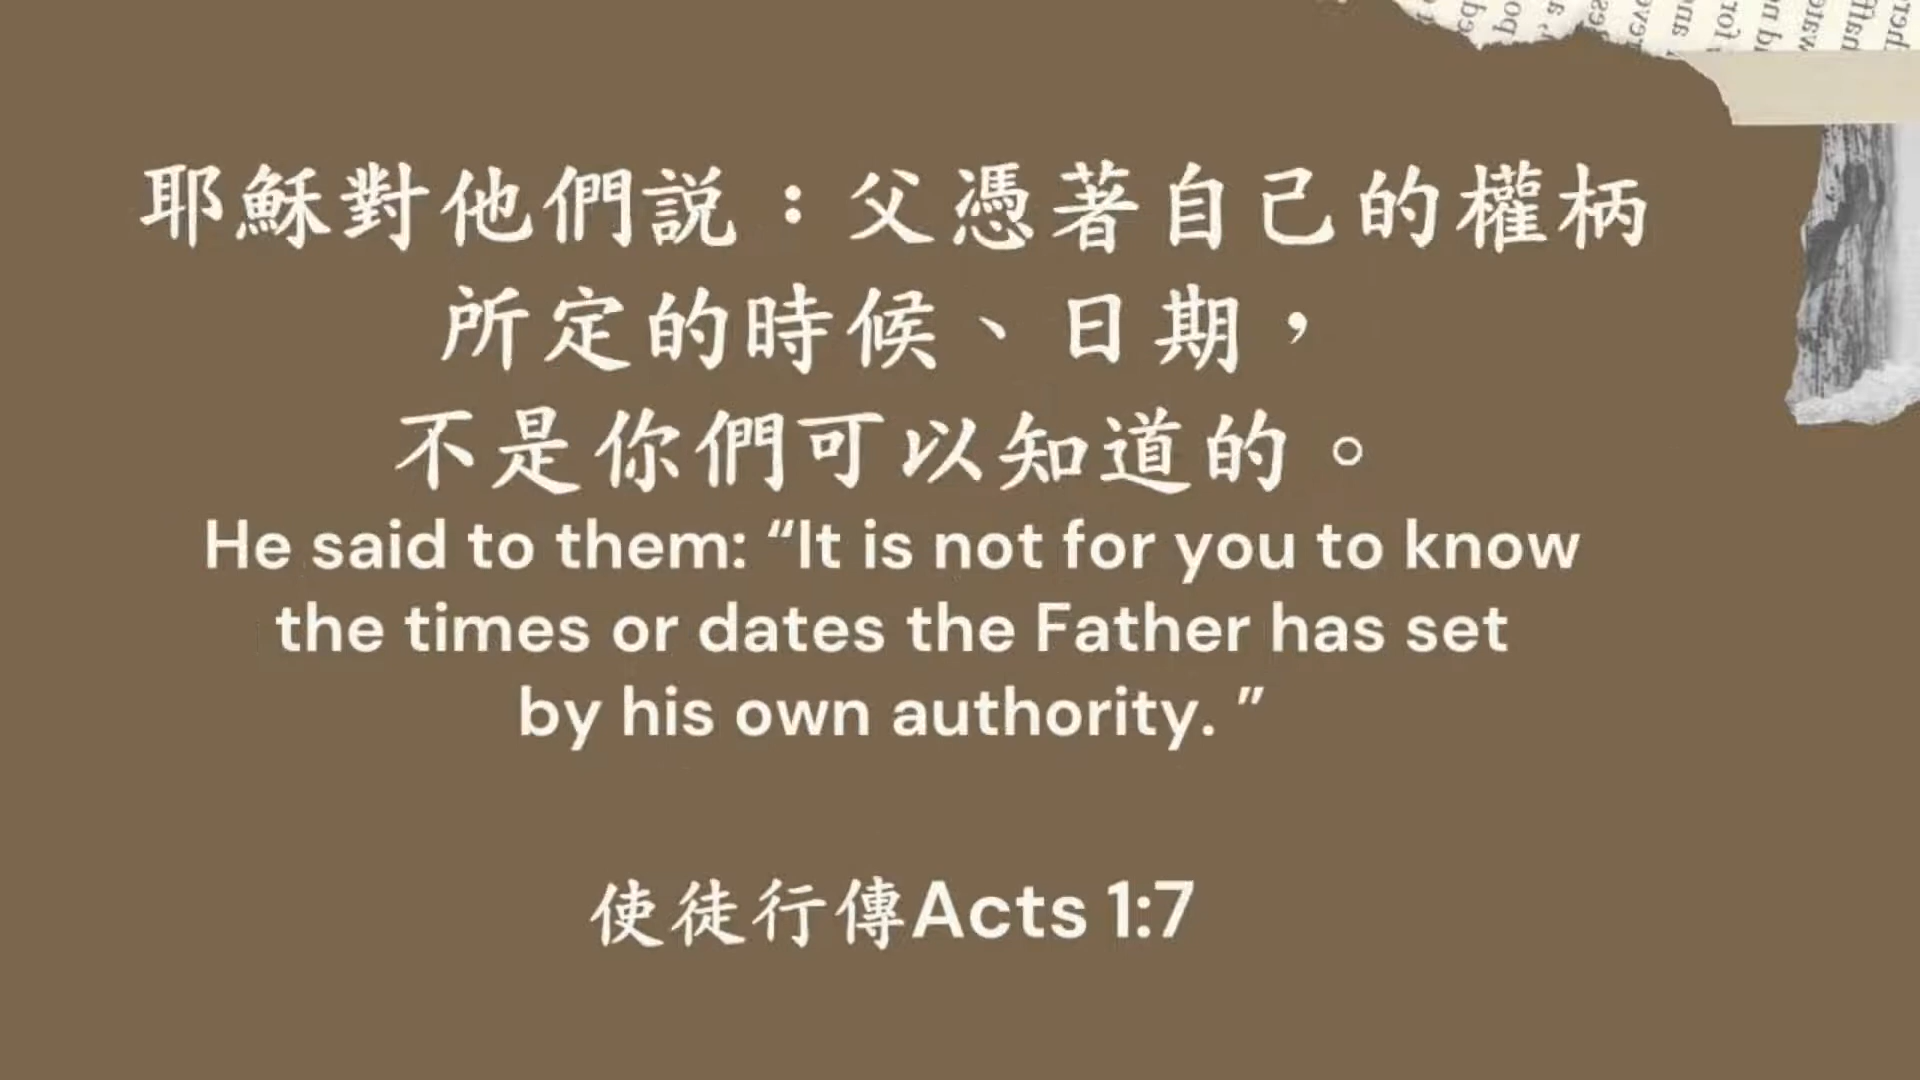 耶穌對他們説：父憑著自己的權柄
所定的時候、日期，
不是你們可以知道的。
He said to them: “It is not for you to know
the times or dates the Father has set
by his own authority. ”
使徒行傳Acts 1:7